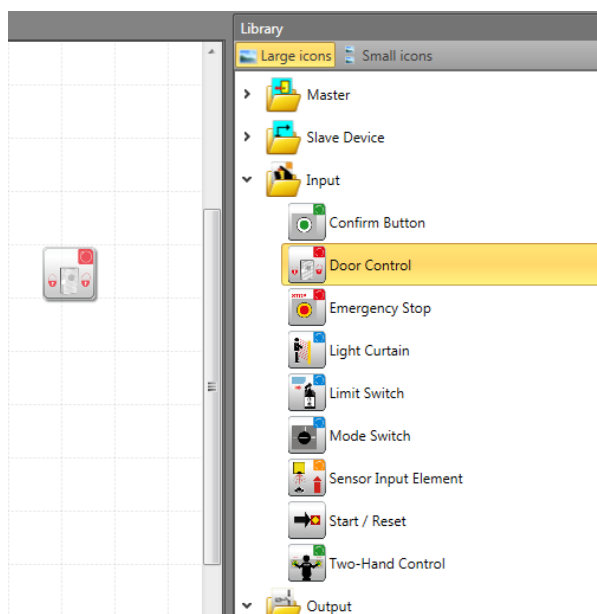 Library
Large icons Small icons
Master
Slave Device
Input
Confirm Button
Door Control
STOP
Emergency Stop
Light Curtain
Limit Switch
Mode Switch
Sensor Input Element
Start / Reset
Two-Hand Control
Output